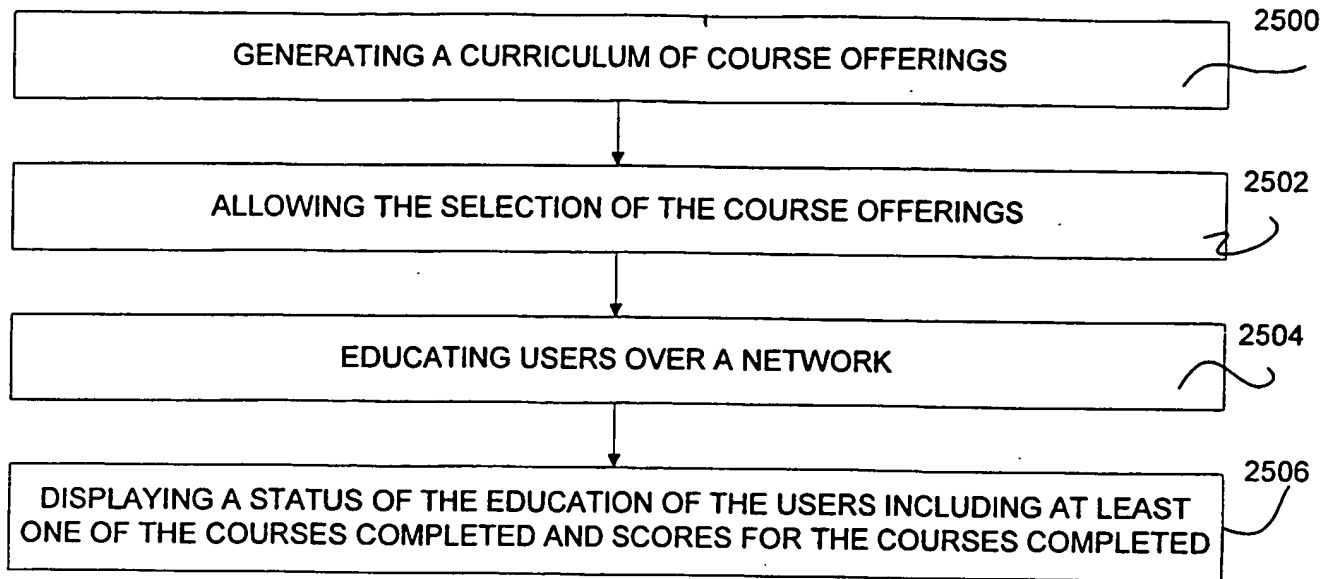 2500
GENERATING A CURRICULUM OF COURSE OFFERINGS
2502
ALLOWING THE SELECTION OF THE COURSE OFFERINGS
2504
EDUCATING USERS OVER A NETWORK
2506
DISPLAYING A STATUS OF THE EDUCATION OF THE USERS INCLUDING AT LEAST
ONE OF THE COURSES COMPLETED AND SCORES FOR THE COURSES COMPLETED